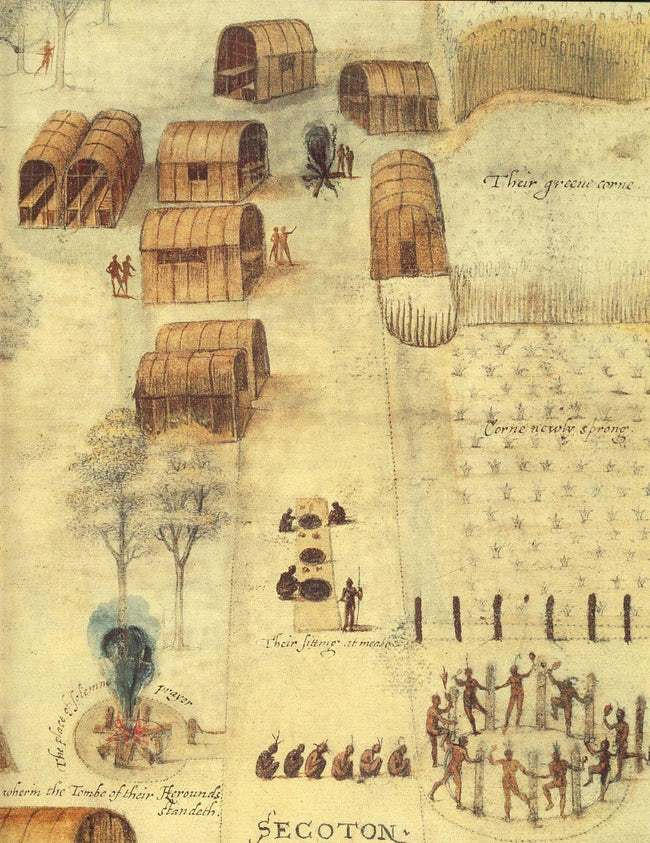 Their greene corne.
Corne newly sprong.
Their sitting at meate
The place of solemne prayer
wherin the Tombe of their Herounds
standeth.
SECOTON.